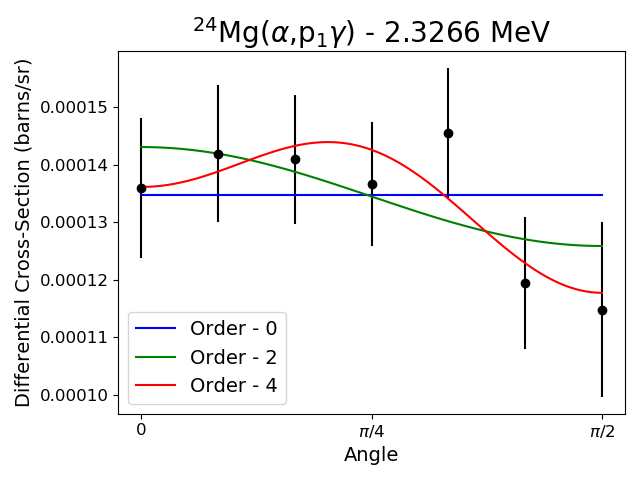 ²⁴Mg(α,p₁γ) - 2.3266 MeV
Differential Cross-Section (barns/sr)
0.00015
0.00014
0.00013
0.00012
0.00011
0.00010
Order - 0
Order - 2
Order - 4
0 π/4 π/2
Angle